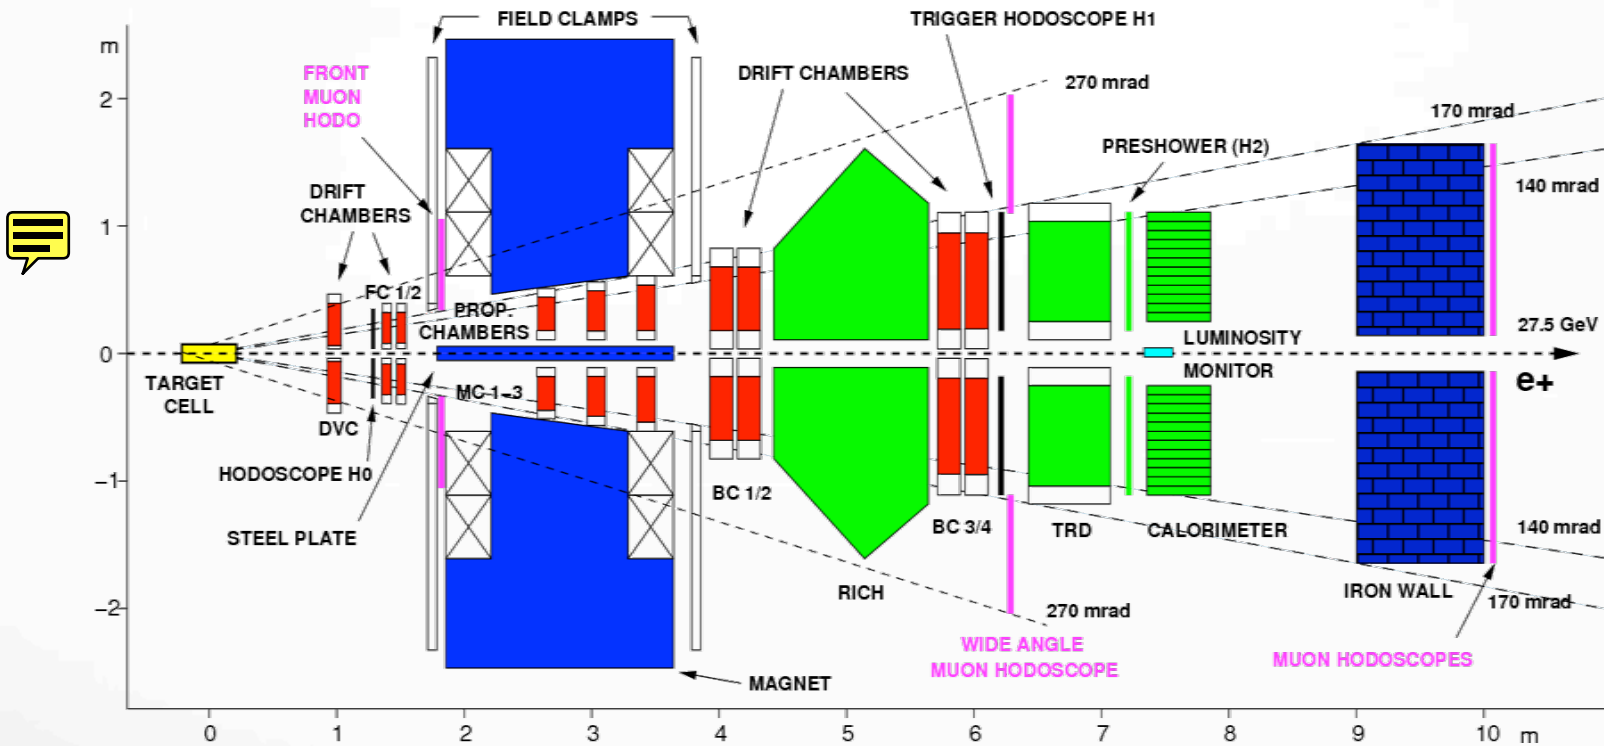 FIELD CLAMPS
TRIGGER HODOSCOPE H1
m
FRONT
MUON
HODO
DRIFT CHAMBERS
270 mrad
2
170 mrad
PRESHOWER (H2)
DRIFT
CHAMBERS
140 mrad
1
FC 1/2
PROP.
CHAMBERS
27.5 GeV
LUMINOSITY
MONITOR
0
e+
TARGET
CELL
MC 1–3
DVC
HODOSCOPE H0
−1
BC 1/2
BC 3/4
TRD
CALORIMETER
140 mrad
STEEL PLATE
RICH
IRON WALL
170 mrad
−2
270 mrad
WIDE ANGLE
MUON HODOSCOPE
MUON HODOSCOPES
MAGNET
0 1 2 3 4 5 6 7 8 9 10 m